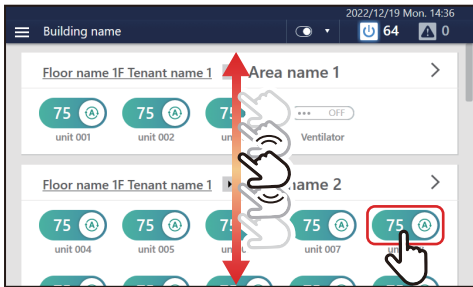 2022/12/19 Mon. 14:36
Building name 64 0
Floor name 1F Tenant name 1 Area name 1
75 75 75 ••• OFF
unit 001 unit 002 Ventilator
Floor name 1F Tenant name 1 name 2
75 75 75 75
unit 004 unit 005 unit 007